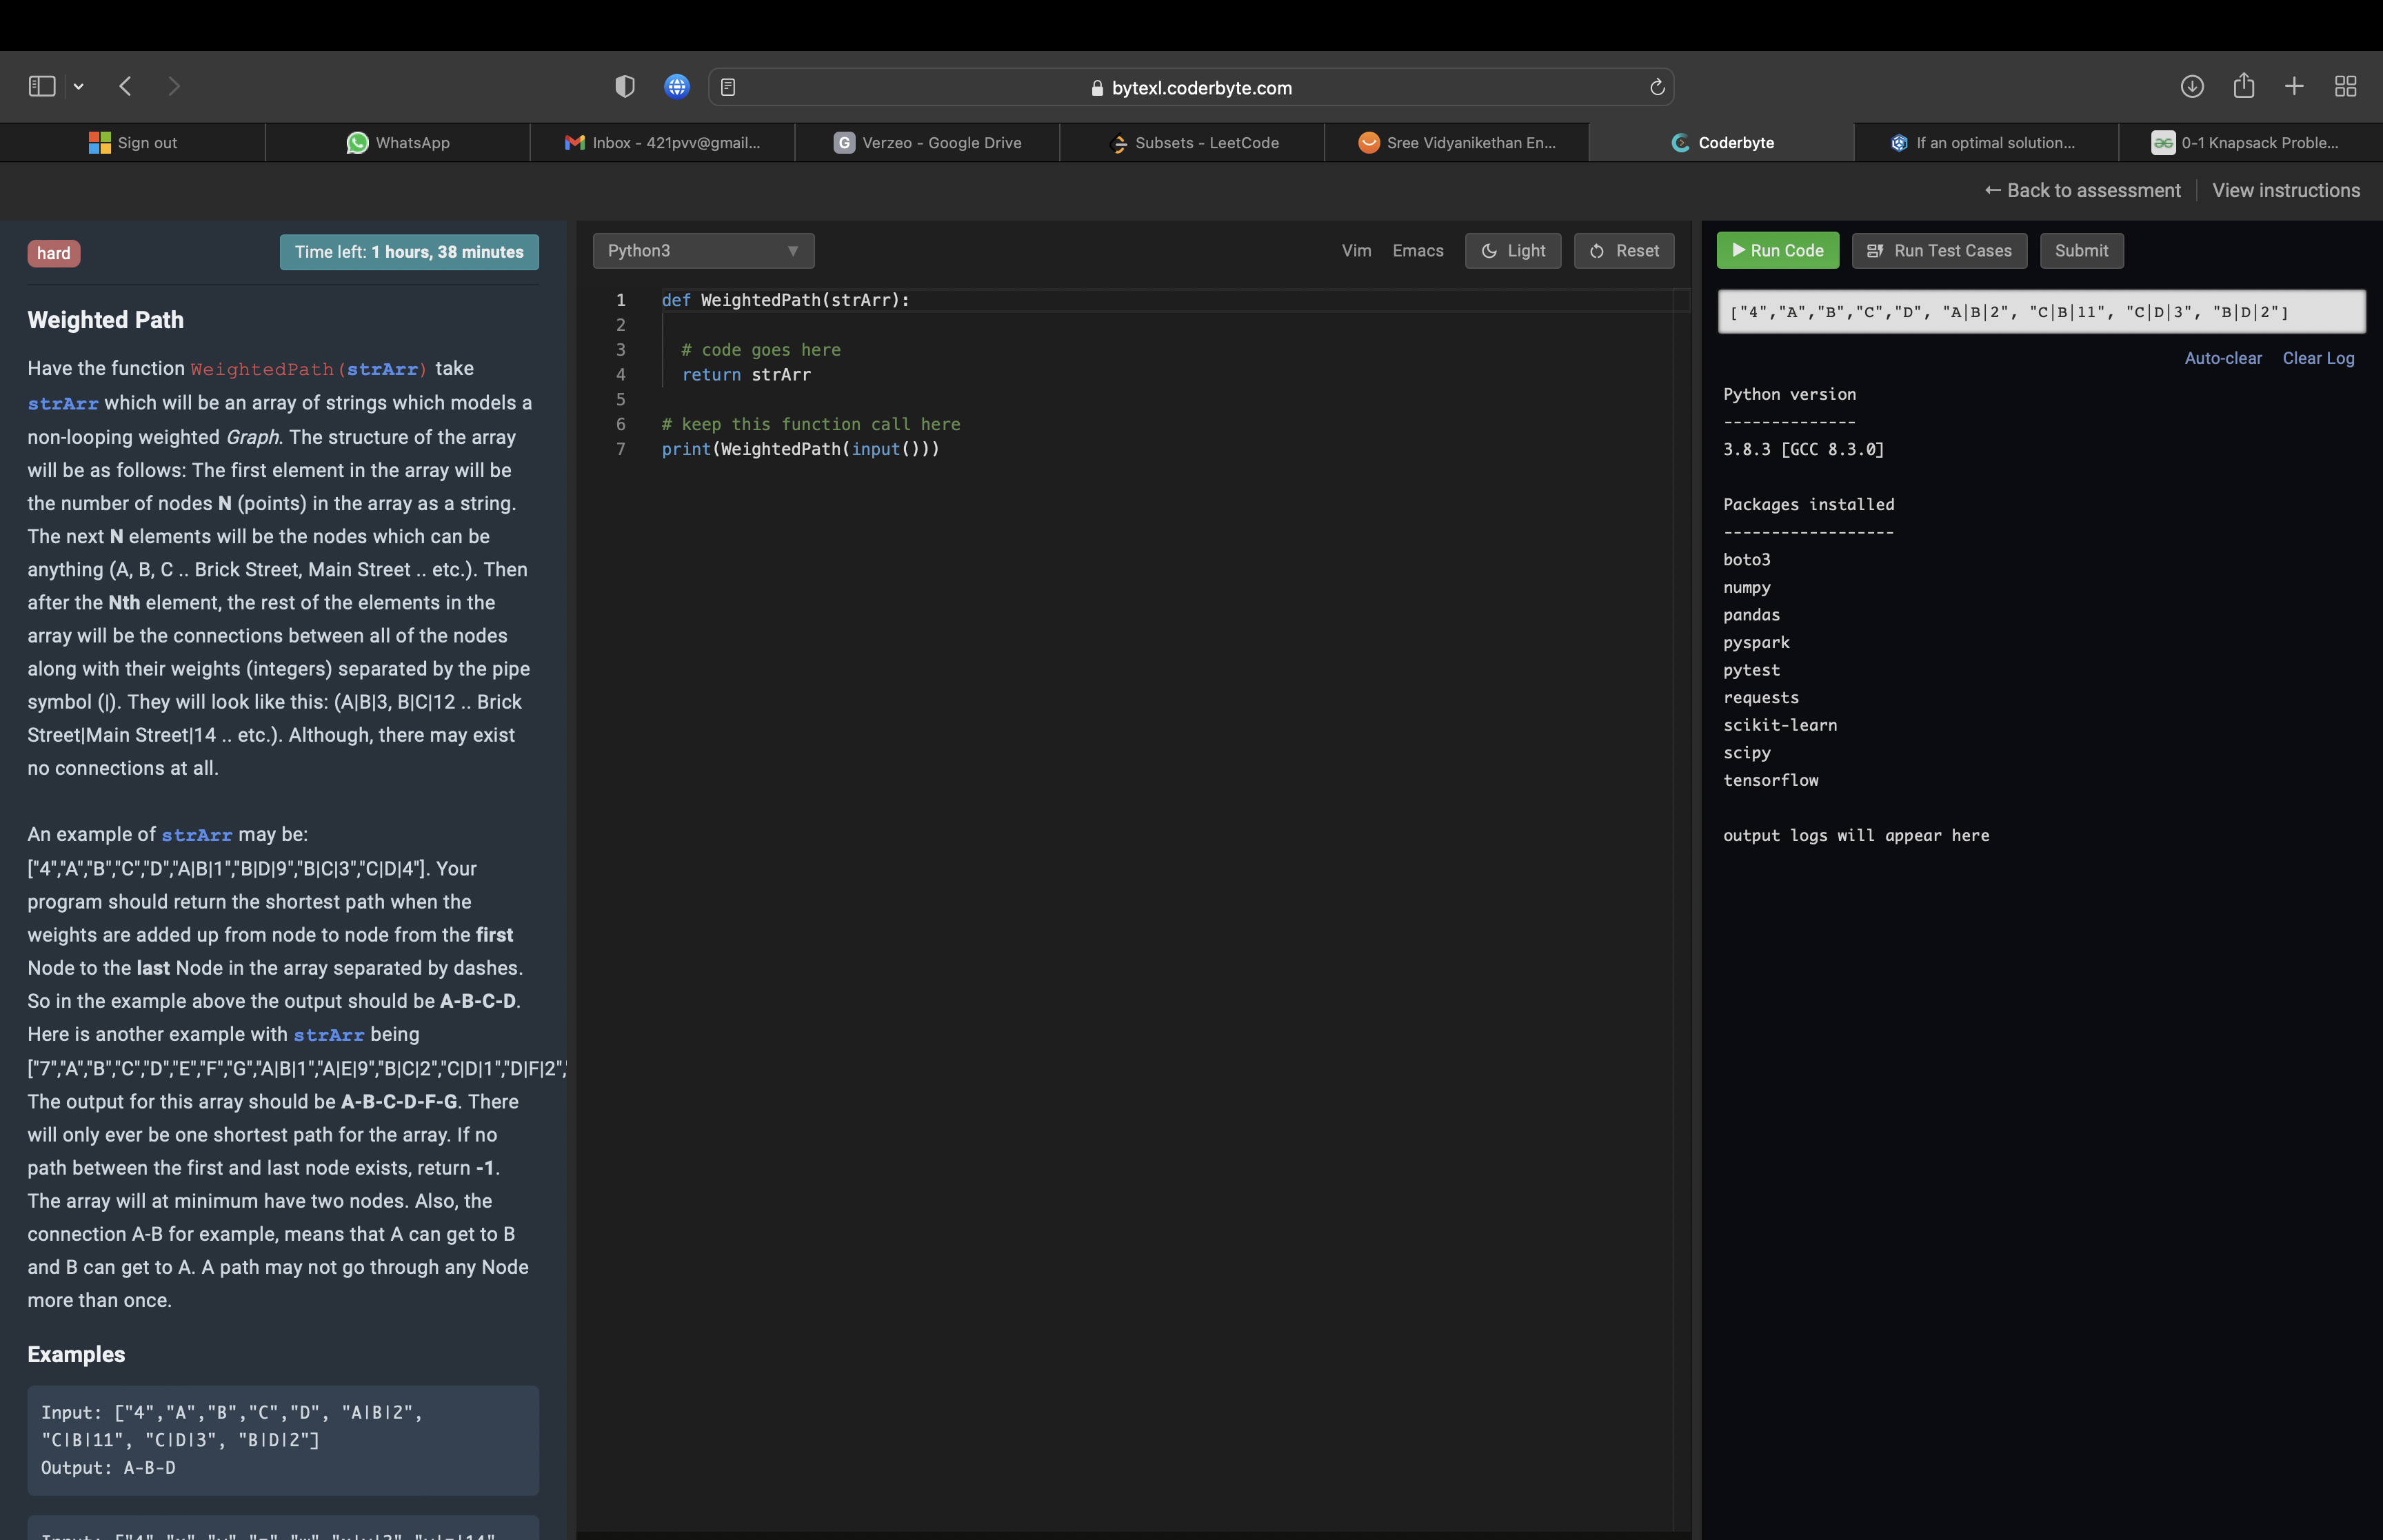 bytexl.coderbyte.com
Sign out
WhatsApp
Inbox - 421pvv@gmail...
G Verzeo - Google Drive
Subsets - LeetCode
Sree Vidyanikethan En...
Coderbyte
If an optimal solution...
0-1 Knapsack Proble...
← Back to assessment
View instructions
hard
Time left: 1 hours, 38 minutes
Weighted Path
Have the function WeightedPath(strArr) take
strArr which will be an array of strings which models a
non-looping weighted Graph. The structure of the array
will be as follows: The first element in the array will be
the number of nodes N (points) in the array as a string.
The next N elements will be the nodes which can be
anything (A, B, C .. Brick Street, Main Street .. etc.). Then
after the Nth element, the rest of the elements in the
array will be the connections between all of the nodes
along with their weights (integers) separated by the pipe
symbol (|). They will look like this: (A|B|3, B|C|12 .. Brick
Street|Main Street|14 .. etc.). Although, there may exist
no connections at all.
An example of strArr may be:
["4","A","B","C","D","A|B|1","B|D|9","B|C|3","C|D|4"]. Your
program should return the shortest path when the
weights are added up from node to node from the first
Node to the last Node in the array separated by dashes.
So in the example above the output should be A-B-C-D.
Here is another example with strArr being
["7","A","B","C","D","E","F","G","A|B|1","A|E|9","B|C|2","C|D|1","D|F|2",
The output for this array should be A-B-C-D-F-G. There
will only ever be one shortest path for the array. If no
path between the first and last node exists, return -1.
The array will at minimum have two nodes. Also, the
connection A-B for example, means that A can get to B
and B can get to A. A path may not go through any Node
more than once.
Examples
Input: ["4","A","B","C","D", "A|B|2",
"C|B|11", "C|D|3", "B|D|2"]
Output: A-B-D
Python3
Vim
Emacs
Light
Reset
1 def WeightedPath(strArr):
2
3 # code goes here
4 return strArr
5
6 # keep this function call here
7 print(WeightedPath(input()))
Run Code
Run Test Cases
Submit
["4","A","B","C","D", "A|B|2", "C|B|11", "C|D|3", "B|D|2"]
Auto-clear
Clear Log
Python version
--------------
3.8.3 [GCC 8.3.0]
Packages installed
------------------
boto3
numpy
pandas
pyspark
pytest
requests
scikit-learn
scipy
tensorflow
output logs will appear here